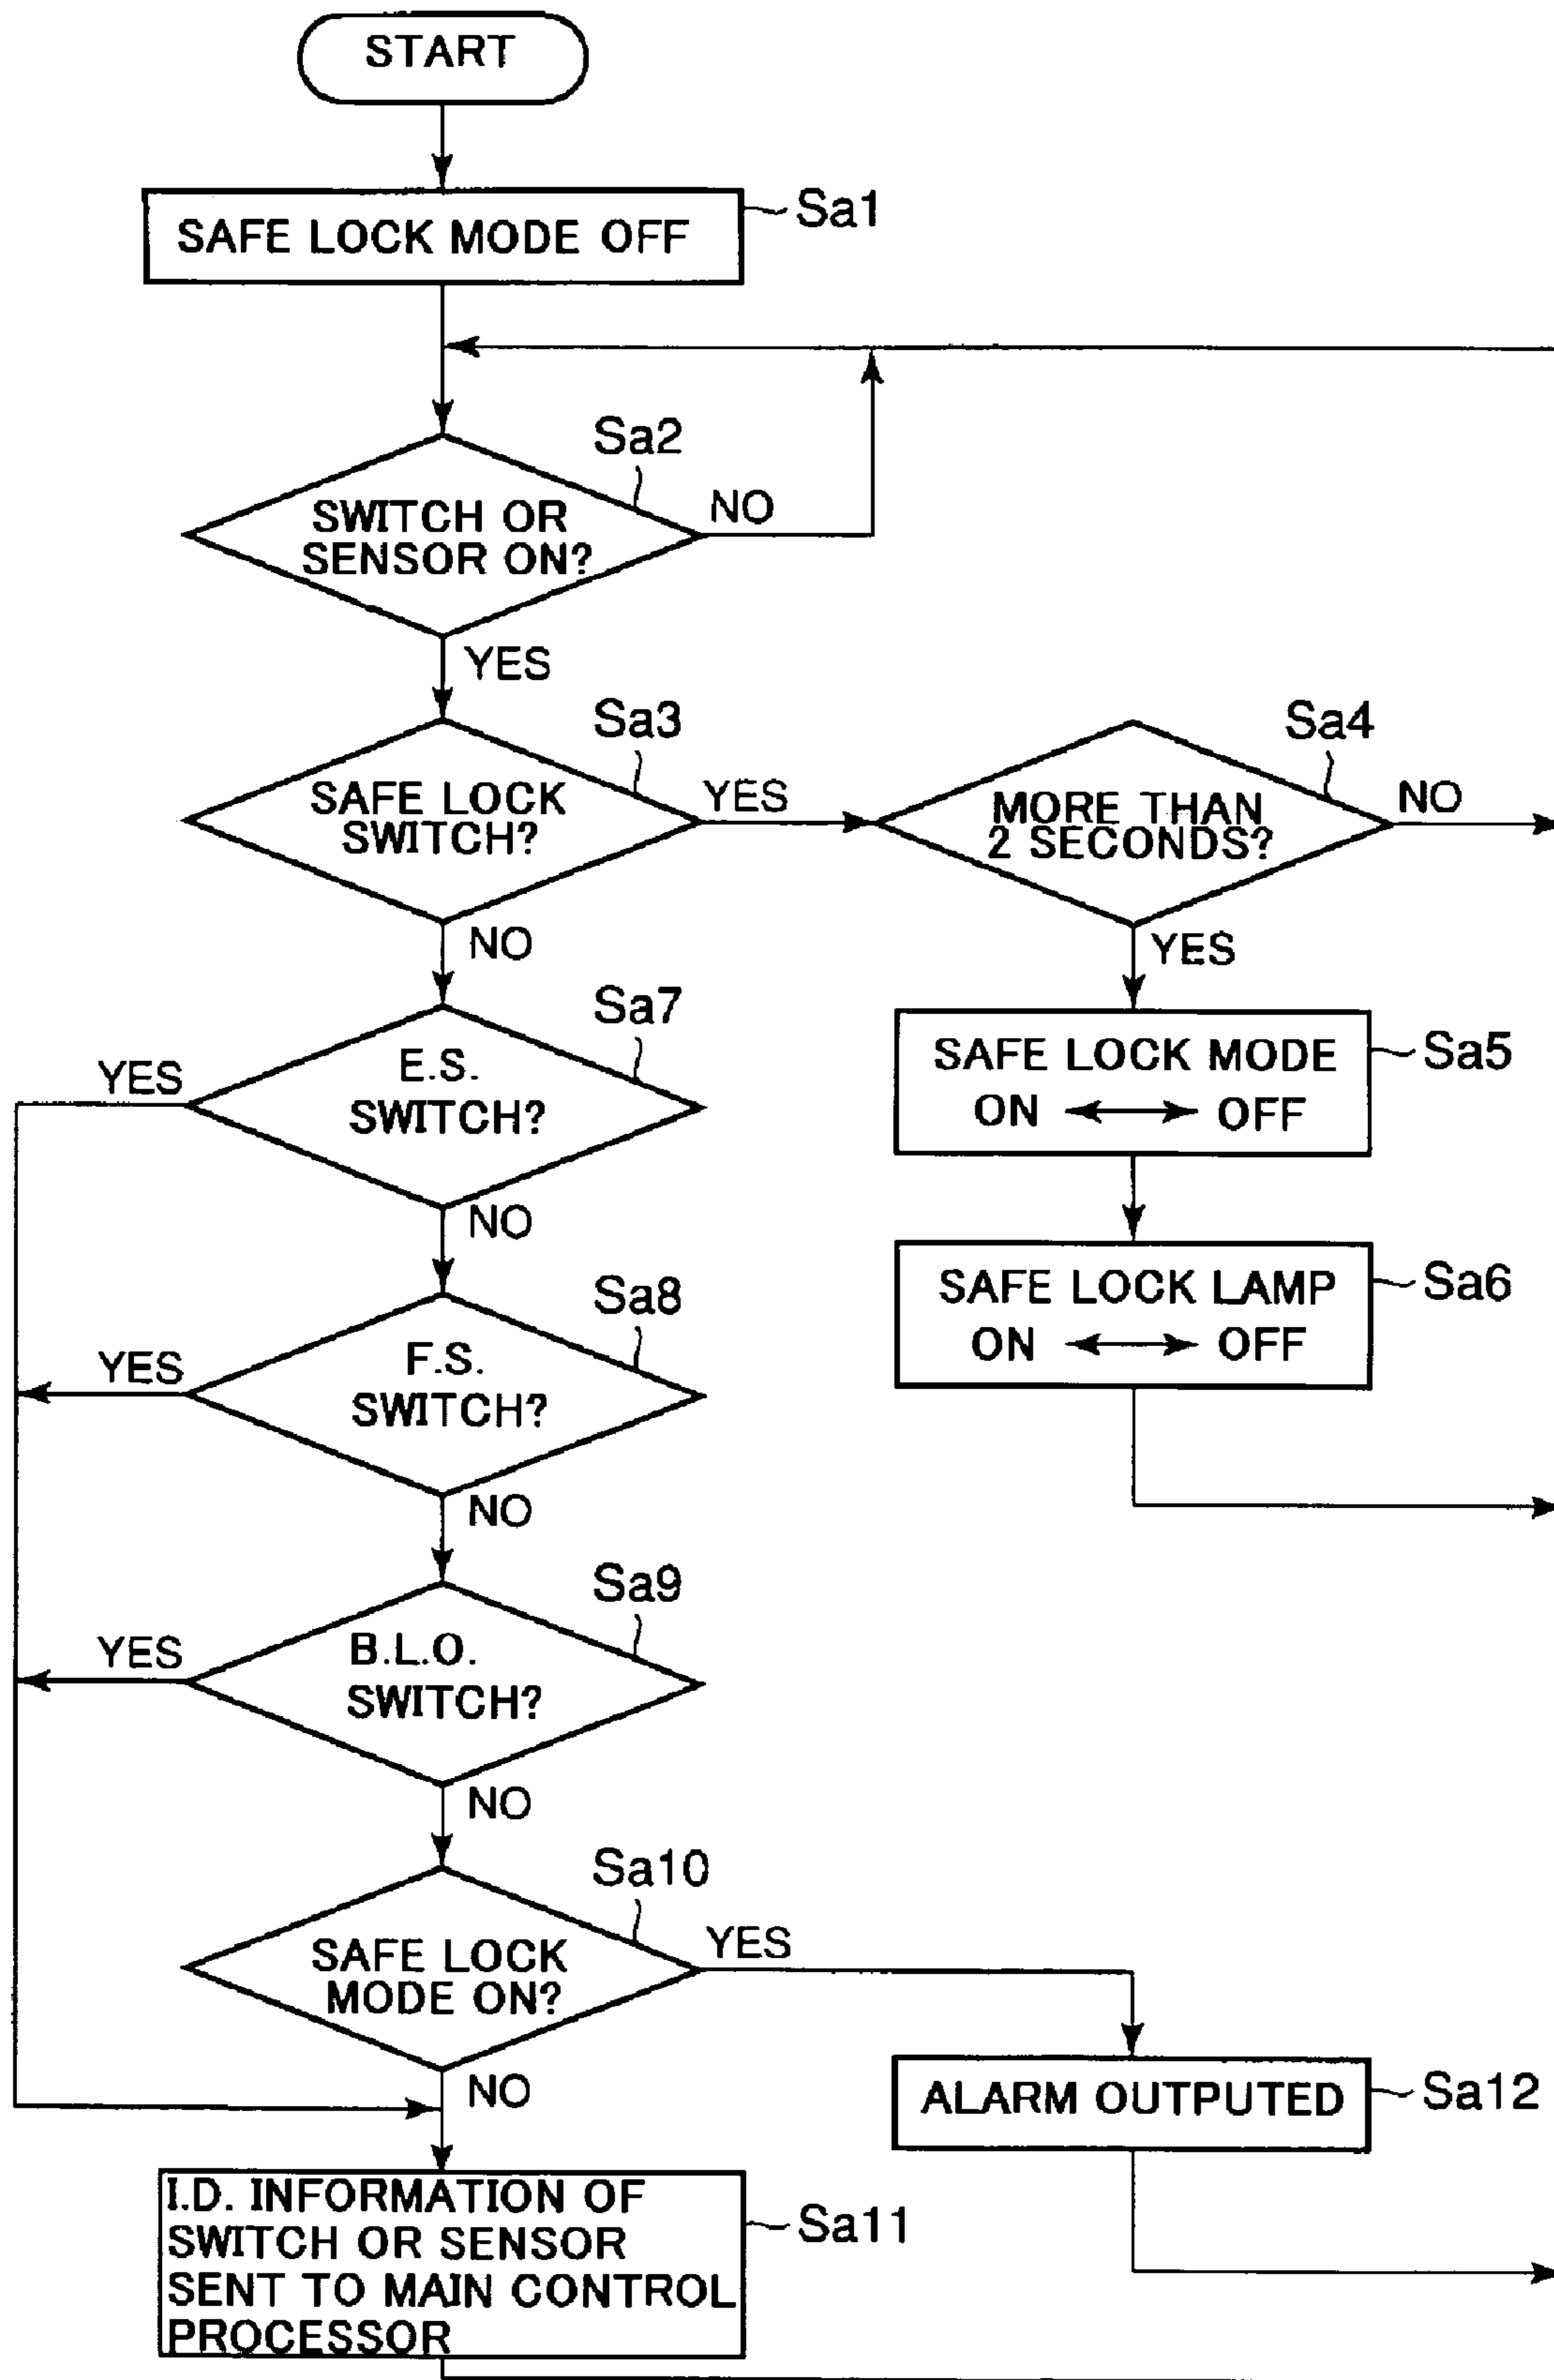 START
SAFE LOCK MODE OFF
Sa1
Sa2
SWITCH OR
SENSOR ON?
NO
YES
Sa3
SAFE LOCK
SWITCH?
YES
NO
Sa4
MORE THAN
2 SECONDS?
NO
YES
SAFE LOCK MODE
ON ↔ OFF
Sa5
SAFE LOCK LAMP
ON ↔ OFF
Sa6
Sa7
E.S.
SWITCH?
YES
NO
Sa8
F.S.
SWITCH?
YES
NO
Sa9
B.L.O.
SWITCH?
YES
NO
Sa10
SAFE LOCK
MODE ON?
YES
NO
ALARM OUTPUTED
Sa12
I.D. INFORMATION OF
SWITCH OR SENSOR
SENT TO MAIN CONTROL
PROCESSOR
Sa11